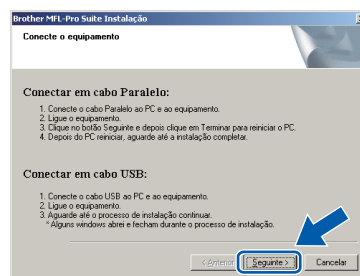 Brother MFL-Pro Suite Instalação
Conecte o equipamento
Conectar em cabo Paralelo:
1. Conecte o cabo Paralelo ao PC e ao equipamento.
2. Ligue o equipamento.
3. Clique no botão Seguinte e depois clique em Terminar para reiniciar o PC.
4. Depois do PC reiniciar, aguarde até a instalação completar.
Conectar em cabo USB:
1. Conecte o cabo USB ao PC e ao equipamento.
2. Ligue o equipamento.
3. Aguarde até o processo de instalação continuar.
* Alguns windows abrei e fecham durante o processo de instalação.
< Anterior Seguinte > Cancelar